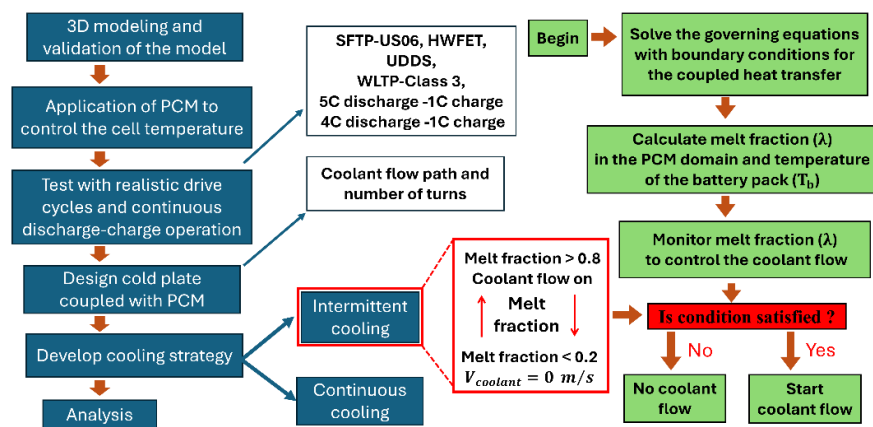 3D modeling and
validation of the model
Application of PCM to
control the cell temperature
Test with realistic drive
cycles and continuous
discharge-charge operation
Design cold plate
coupled with PCM
Develop cooling strategy
Analysis
SFTP-US06, HWFET,
UDDS,
WLTP-Class 3,
5C discharge -1C charge
4C discharge -1C charge
Coolant flow path and
number of turns
Intermittent
cooling
Continuous
cooling
Melt fraction > 0.8
Coolant flow on
Melt
fraction
Melt fraction < 0.2
V_coolant = 0 m/s
Begin
Solve the governing equations
with boundary conditions for
the coupled heat transfer
Calculate melt fraction (λ)
in the PCM domain and temperature
of the battery pack (T_b)
Monitor melt fraction (λ)
to control the coolant flow
Is condition satisfied ?
No
Yes
No coolant
flow
Start
coolant flow